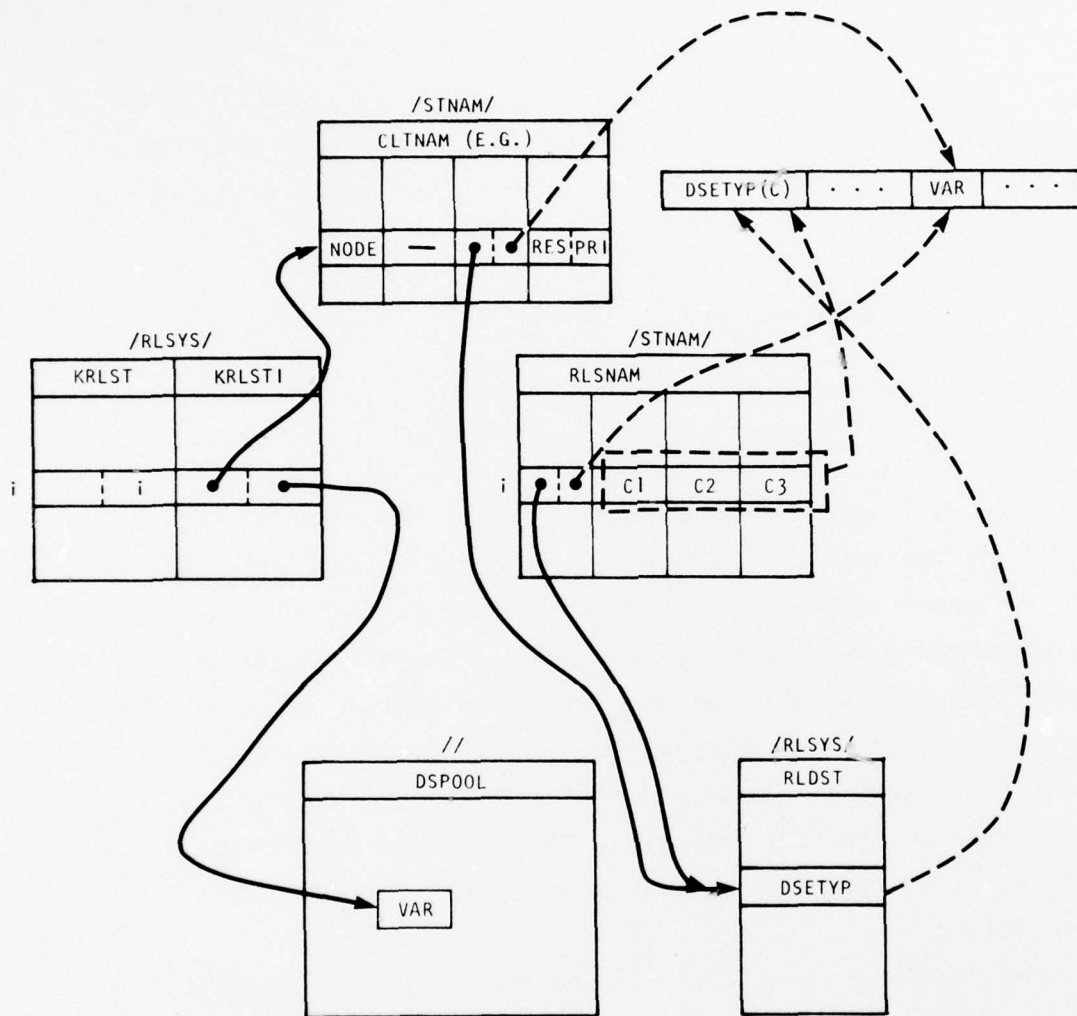 /STNAM/
CLTNAM (E.G.)
DSETYP(C) · · · VAR · · ·
NODE — RES PRI
/RLSYS/
KRLST KRLSTI
/STNAM/
RLSNAM
i i
i C1 C2 C3
//
DSPOOL
VAR
/RLSYS/
RLDST
DSETYP